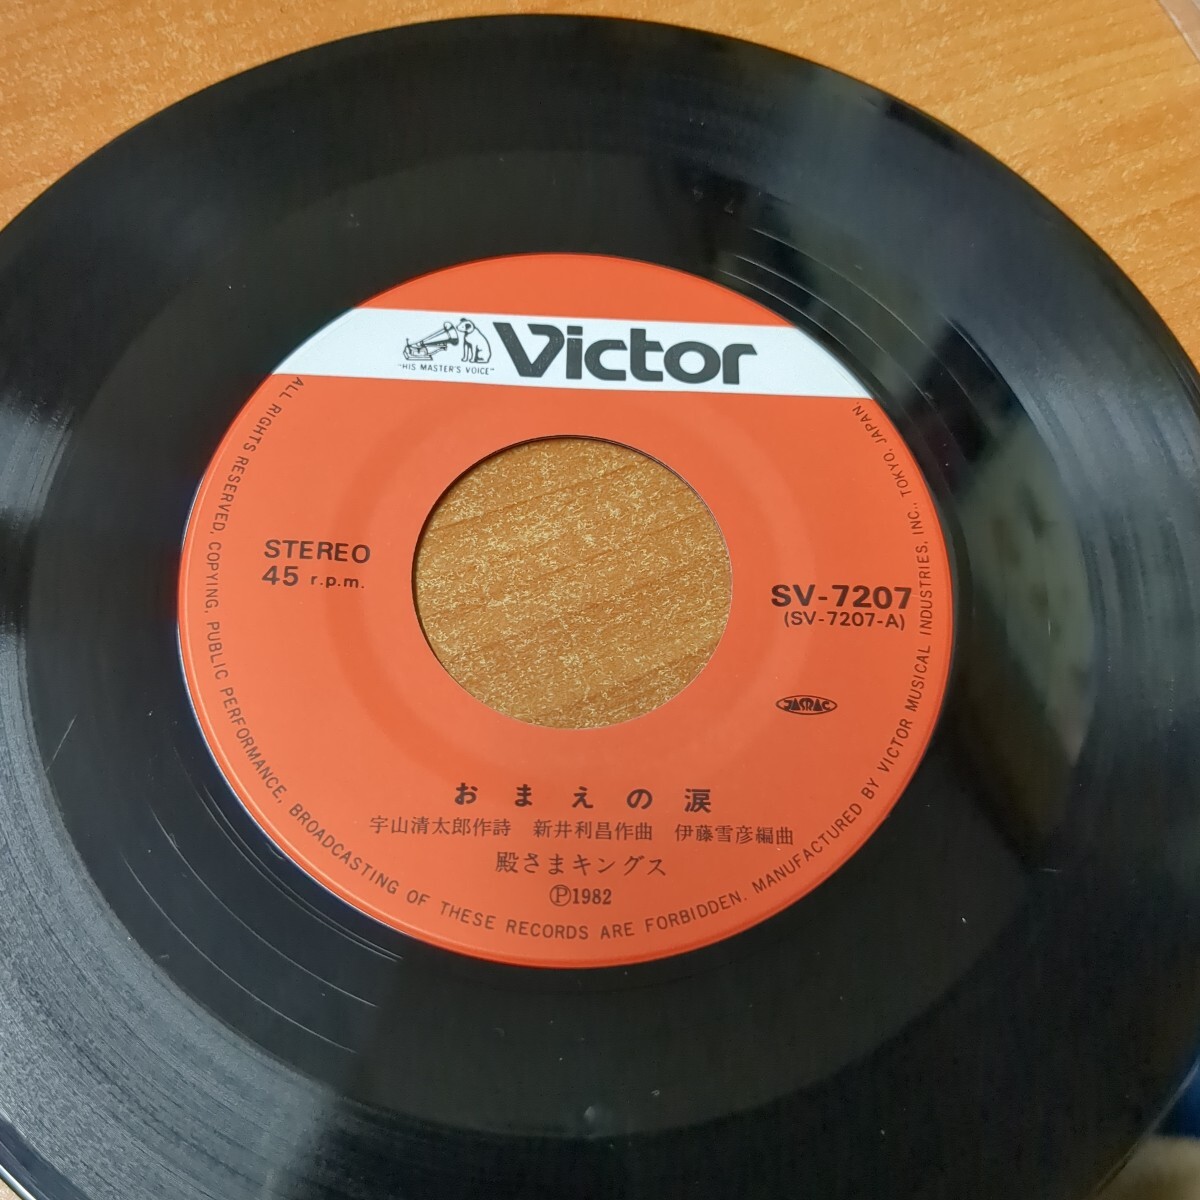 "HIS MASTER'S VOICE"
Victor
STEREO
45 r.p.m.
SV-7207
(SV-7207-A)
JASRAC
おまえの涙
宇山清太郎作詩 新井利昌作曲 伊藤雪彦編曲
殿さまキングス
Ⓟ1982
ALL RIGHTS RESERVED, COPYING, PUBLIC PERFORMANCE, BROADCASTING OF THESE RECORDS ARE FORBIDDEN. MANUFACTURED BY VICTOR MUSICAL INDUSTRIES, INC., TOKYO, JAPAN.